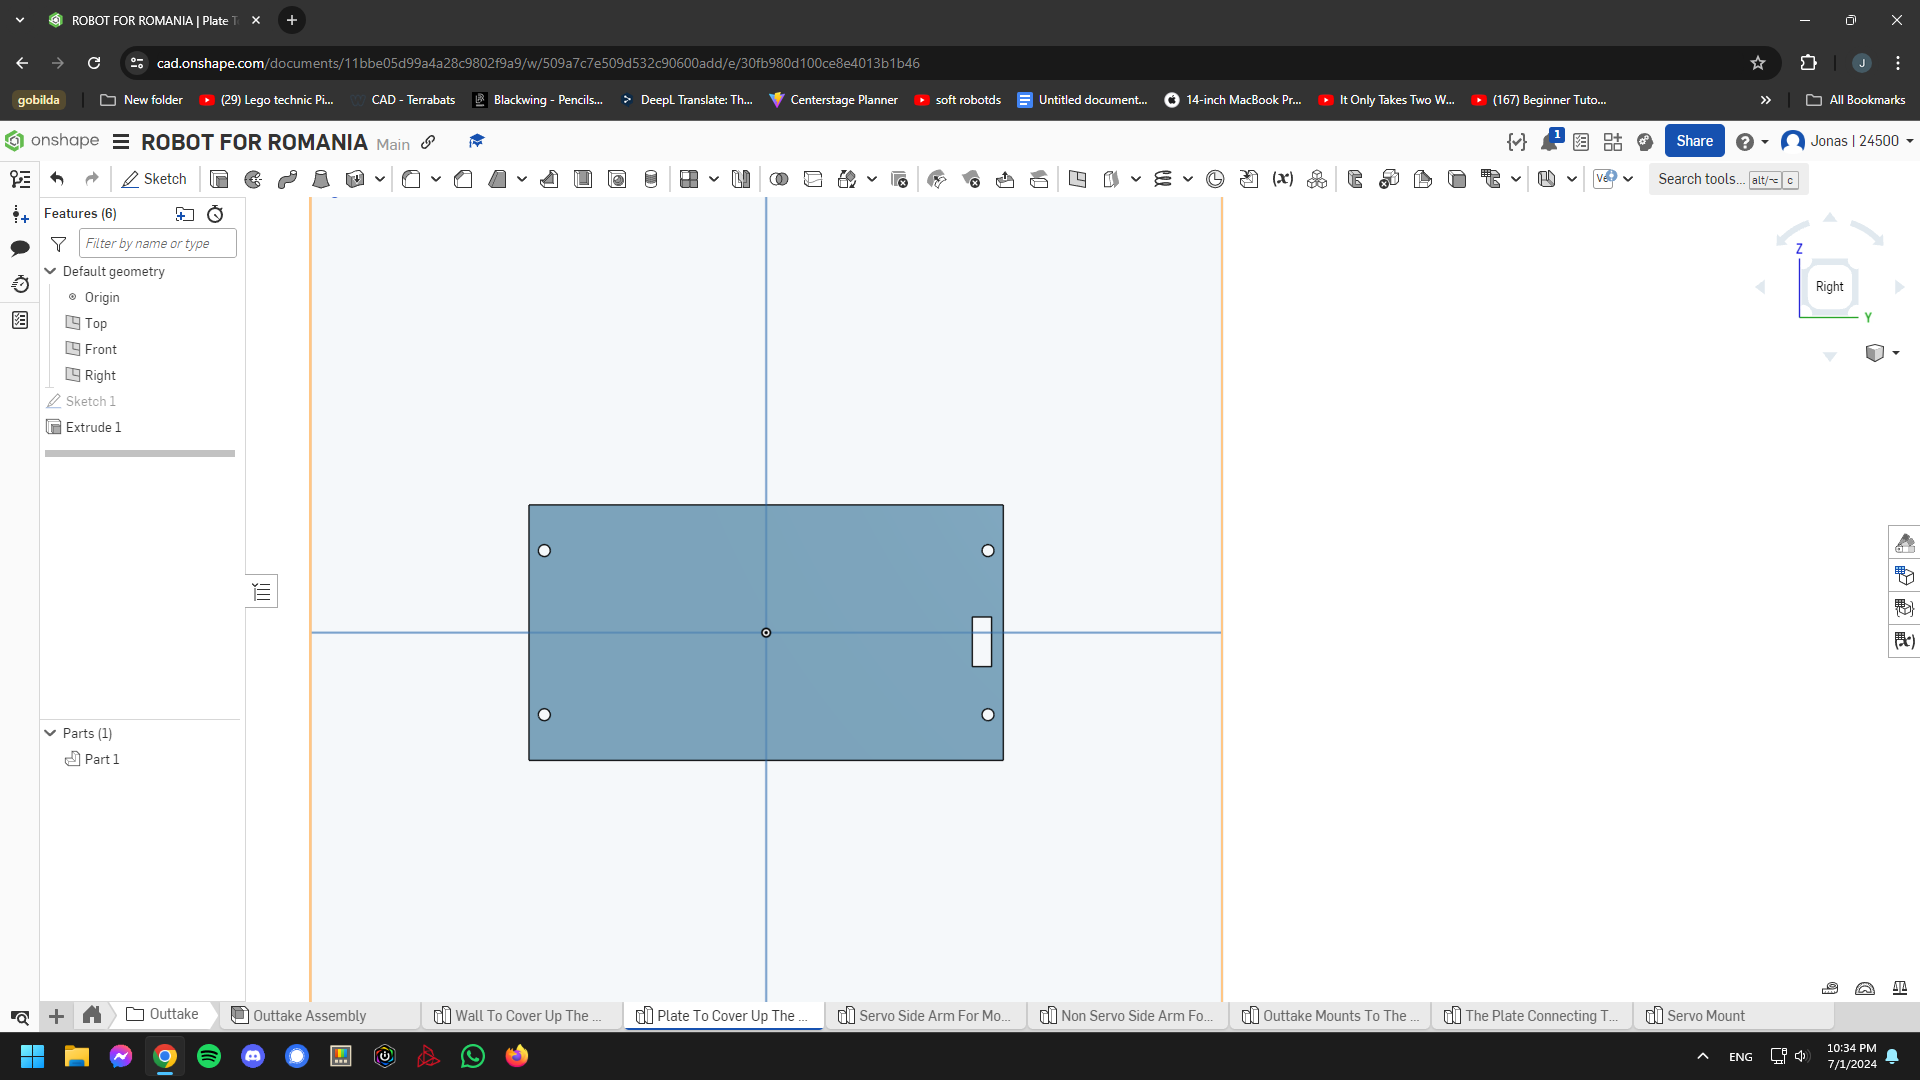 ROBOT FOR ROMANIA | Plate T
cad.onshape.com/documents/11bbe05d99a4a28c9802f9a9/w/509a7c7e509d532c90600add/e/30fb980d100ce8e4013b1b46
J
gobilda
New folder
(29) Lego technic Pi...
CAD - Terrabats
Blackwing - Pencils...
DeepL Translate: Th...
Centerstage Planner
soft robotds
Untitled document...
14-inch MacBook Pr...
It Only Takes Two W...
(167) Beginner Tuto...
All Bookmarks
onshape
ROBOT FOR ROMANIA Main
1
Share
Jonas | 24500
Sketch
Search tools... alt/⌥ c
Features (6)
Filter by name or type
Default geometry
Origin
Top
Front
Right
Sketch 1
Extrude 1
Z
Right
Y
Parts (1)
Part 1
Outtake
Outtake Assembly
Wall To Cover Up The ...
Plate To Cover Up The ...
Servo Side Arm For Mo...
Non Servo Side Arm Fo...
Outtake Mounts To The ...
The Plate Connecting T...
Servo Mount
ENG
10:34 PM
7/1/2024